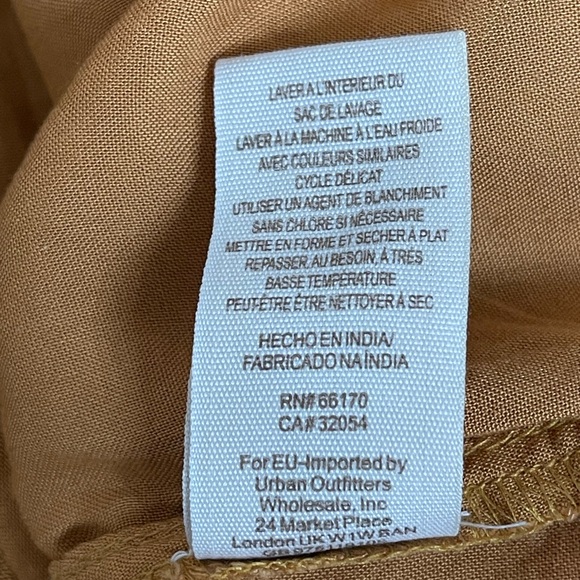 LAVER A L'INTERIEUR DU
SAC DE LAVAGE
LAVER À LA MACHINE À L'EAU FROIDE
AVEC COULEURS SIMILAIRES
CYCLE DÉLICAT
UTILISER UN AGENT DE BLANCHIMENT
SANS CHLORE SI NÉCESSAIRE
METTRE EN FORME ET SECHER À PLAT
REPASSER, AU BESOIN, À TRÈS
BASSE TEMPÉRATURE
PEUT-ÊTRE ÊTRE NETTOYER À SEC
HECHO EN INDIA/
FABRICADO NA ÍNDIA
RN# 66170
CA# 32054
For EU-Imported by
Urban Outfitters
Wholesale, Inc
24 Market Place
London UK W1W 8AN